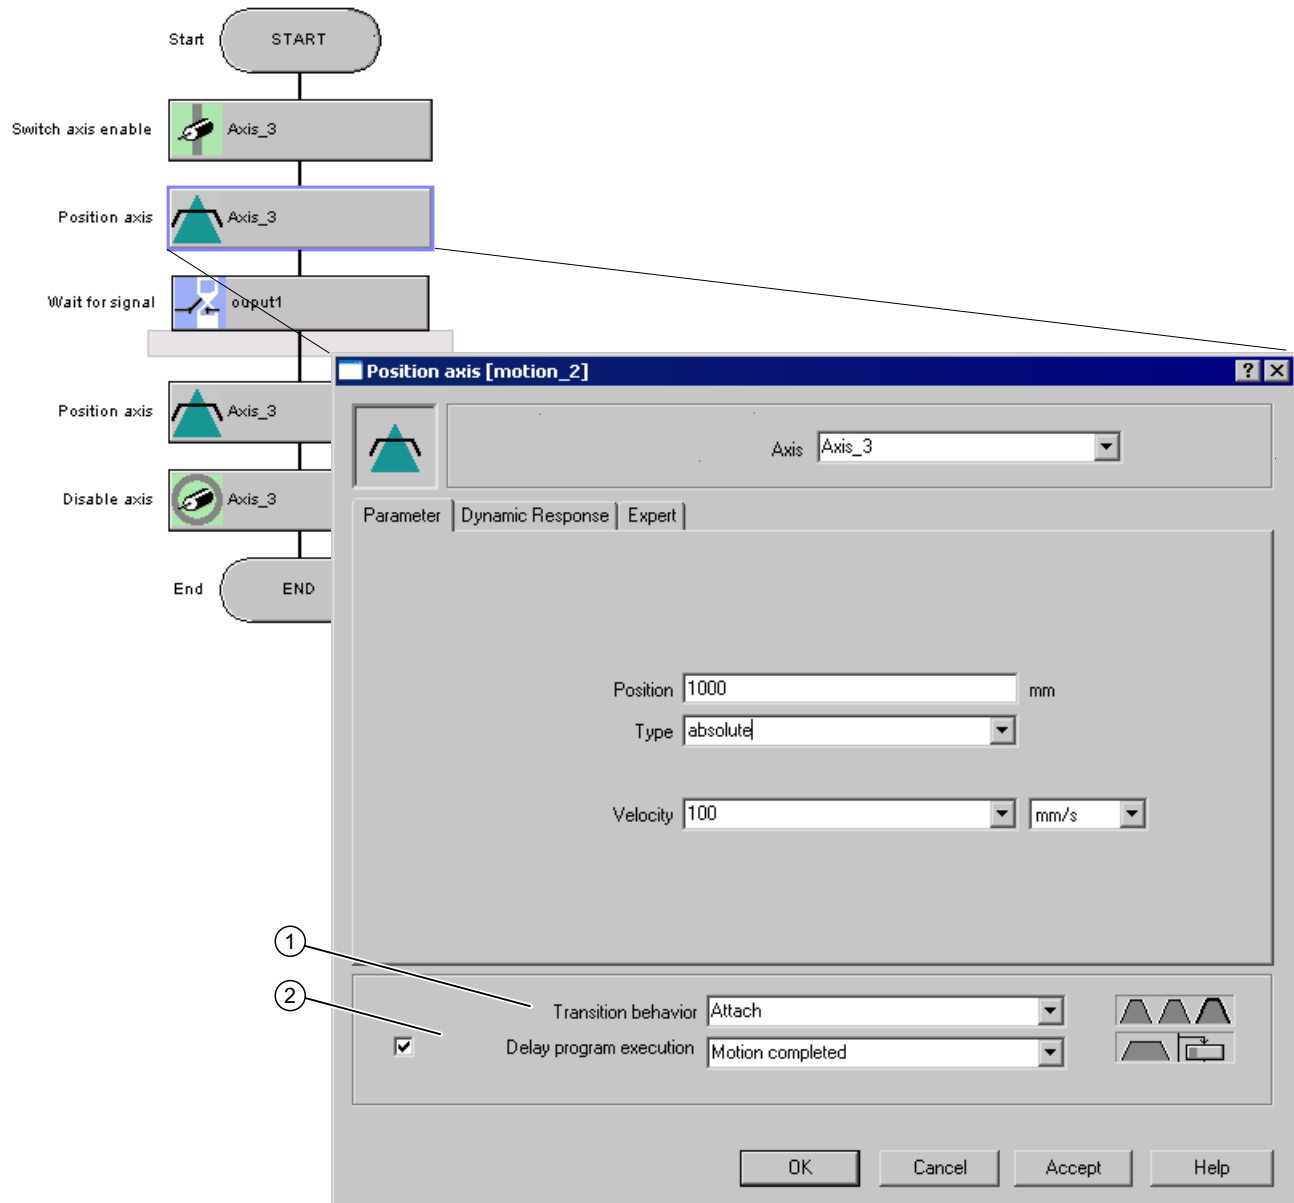 Start
START
Switch axis enable
Axis_3
Position axis
Axis_3
Wait for signal
ouput1
Position axis
Axis_3
Disable axis
Axis_3
End
END
Position axis [motion_2]
Axis Axis_3
Parameter Dynamic Response Expert
Position 1000 mm
Type absolute
Velocity 100 mm/s
1
2
Transition behavior Attach
Delay program execution Motion completed
OK Cancel Accept Help